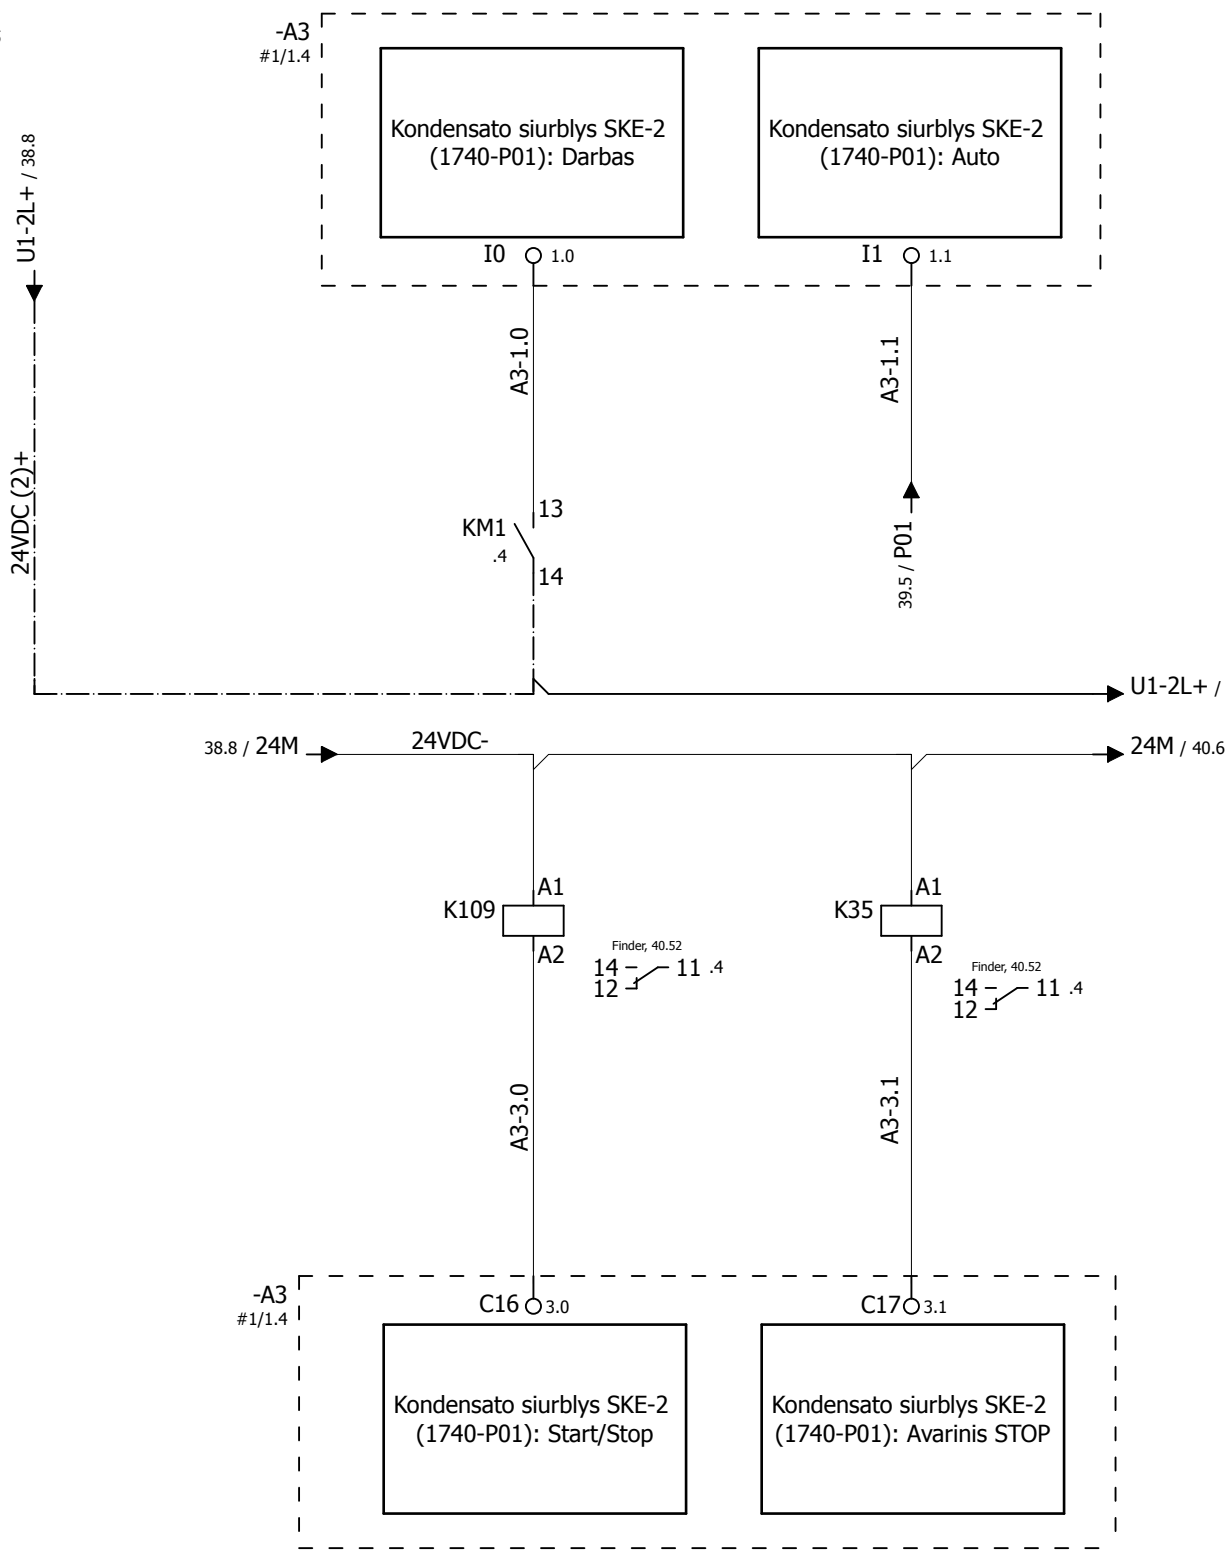 -A3
#1/1.4
Kondensato siurblys SKE-2
(1740-P01): Darbas
Kondensato siurblys SKE-2
(1740-P01): Auto
I0
1.0
I1
1.1
U1-2L+ / 38.8
24VDC (2)+
A3-1.0
A3-1.1
KM1
.4
13
14
39.5 / P01
U1-2L+ /
38.8 / 24M
24VDC-
24M / 40.6
K109
A1
A2
Finder, 40.52
14
11 .4
12
K35
A1
A2
Finder, 40.52
14
11 .4
12
A3-3.0
A3-3.1
-A3
#1/1.4
C16
3.0
C17
3.1
Kondensato siurblys SKE-2
(1740-P01): Start/Stop
Kondensato siurblys SKE-2
(1740-P01): Avarinis STOP